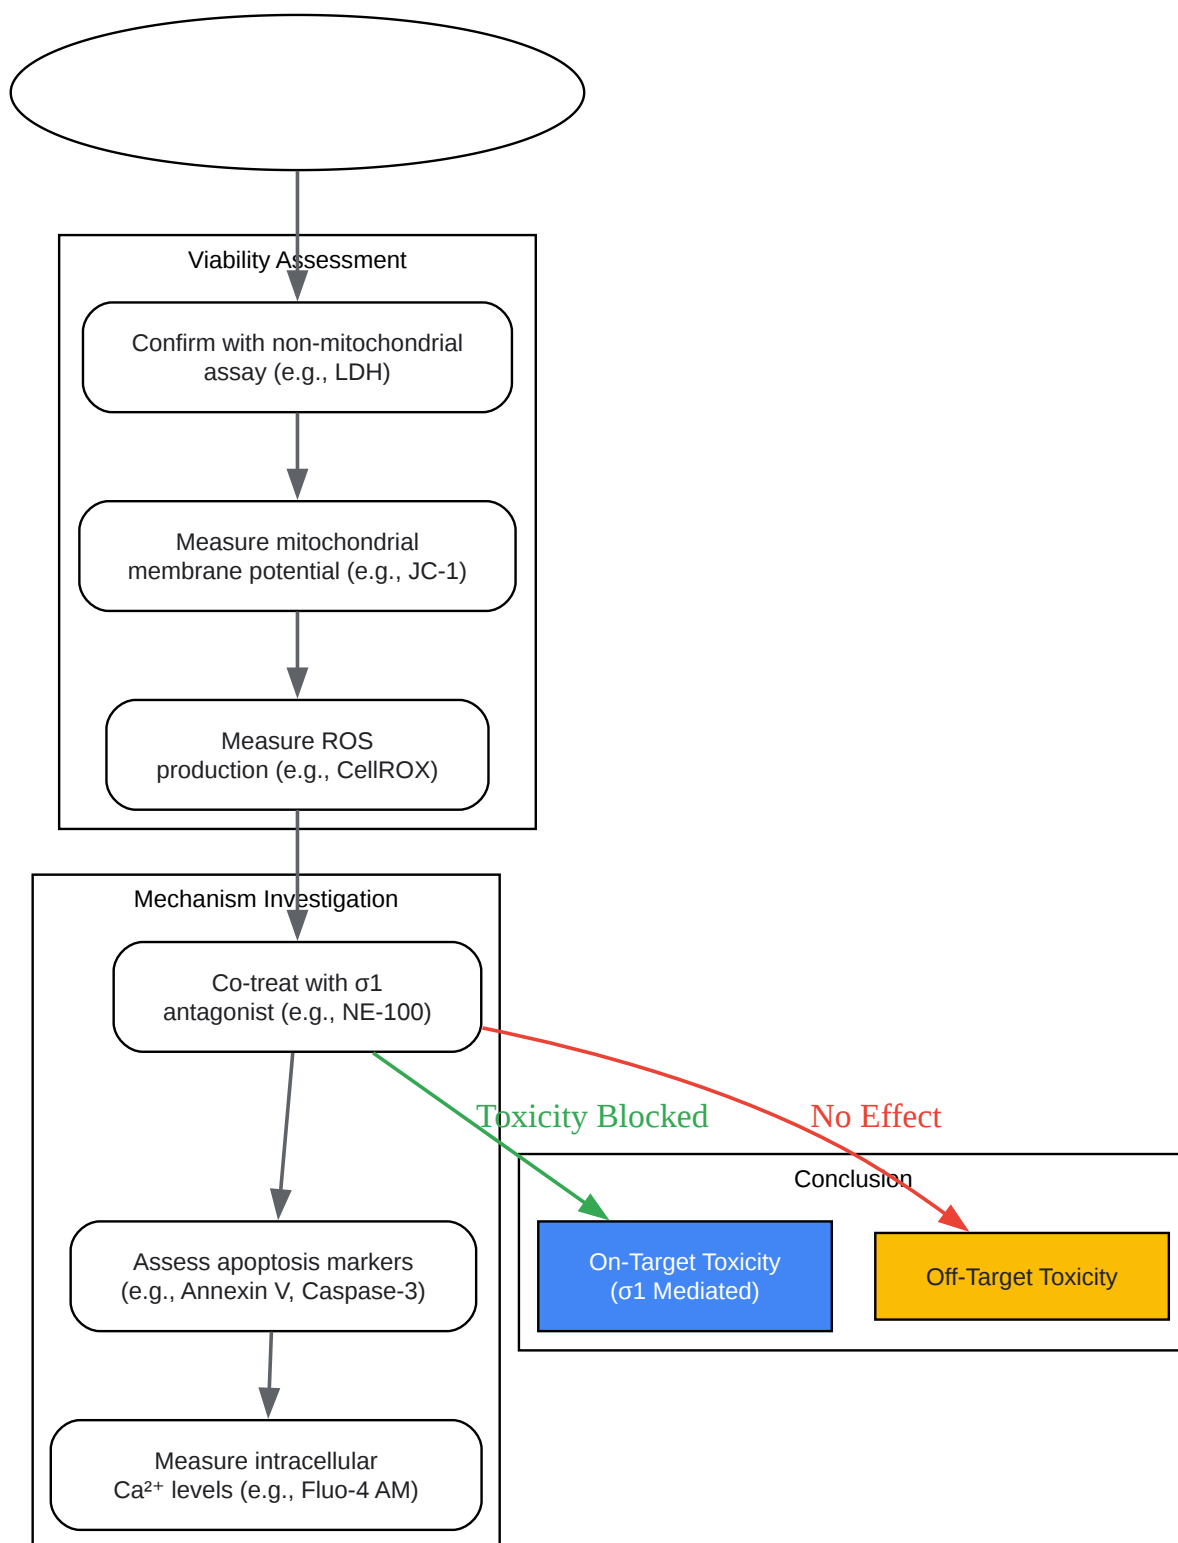 Viability Assessment
Confirm with non-mitochondrial
assay (e.g., LDH)
Measure mitochondrial
membrane potential (e.g., JC-1)
Measure ROS
production (e.g., CellROX)
Mechanism Investigation
Co-treat with σ1
antagonist (e.g., NE-100)
Toxicity Blocked
No Effect
Conclusion
On-Target Toxicity
(σ1 Mediated)
Off-Target Toxicity
Assess apoptosis markers
(e.g., Annexin V, Caspase-3)
Measure intracellular
Ca²⁺ levels (e.g., Fluo-4 AM)